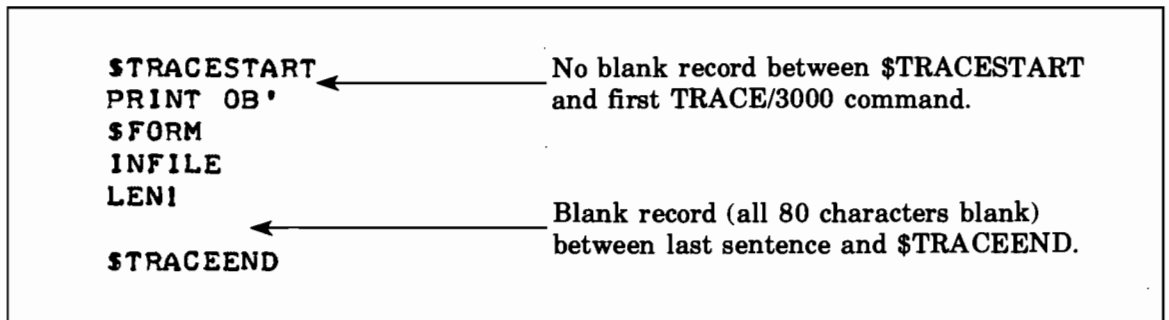 $TRACESTART
PRINT OB'
$FORM
INFILE
LEN1
$TRACEEND
No blank record between $TRACESTART
and first TRACE/3000 command.
Blank record (all 80 characters blank)
between last sentence and $TRACEEND.